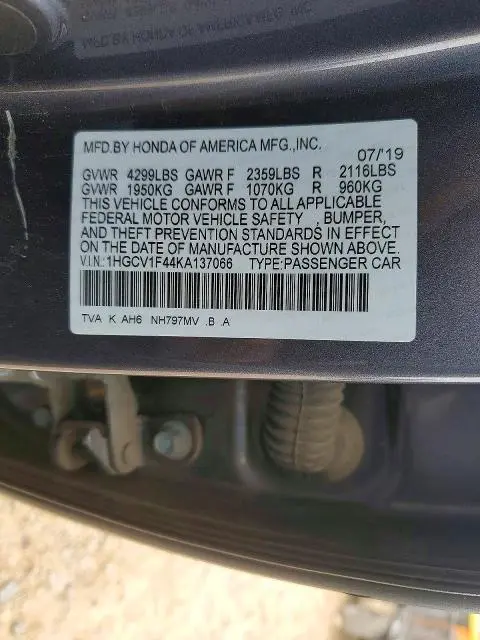 MFD.BY HONDA OF AMERICA MFG.,INC. 07/'19
GVWR 4299LBS GAWR F 2359LBS R 2116LBS
GVWR 1950KG GAWR F 1070KG R 960KG
THIS VEHICLE CONFORMS TO ALL APPLICABLE
FEDERAL MOTOR VEHICLE SAFETY , BUMPER,
AND THEFT PREVENTION STANDARDS IN EFFECT
ON THE DATE OF MANUFACTURE SHOWN ABOVE.
V.I.N.:1HGCV1F44KA137066 TYPE:PASSENGER CAR
TVA K AH6 NH797MV .B .A